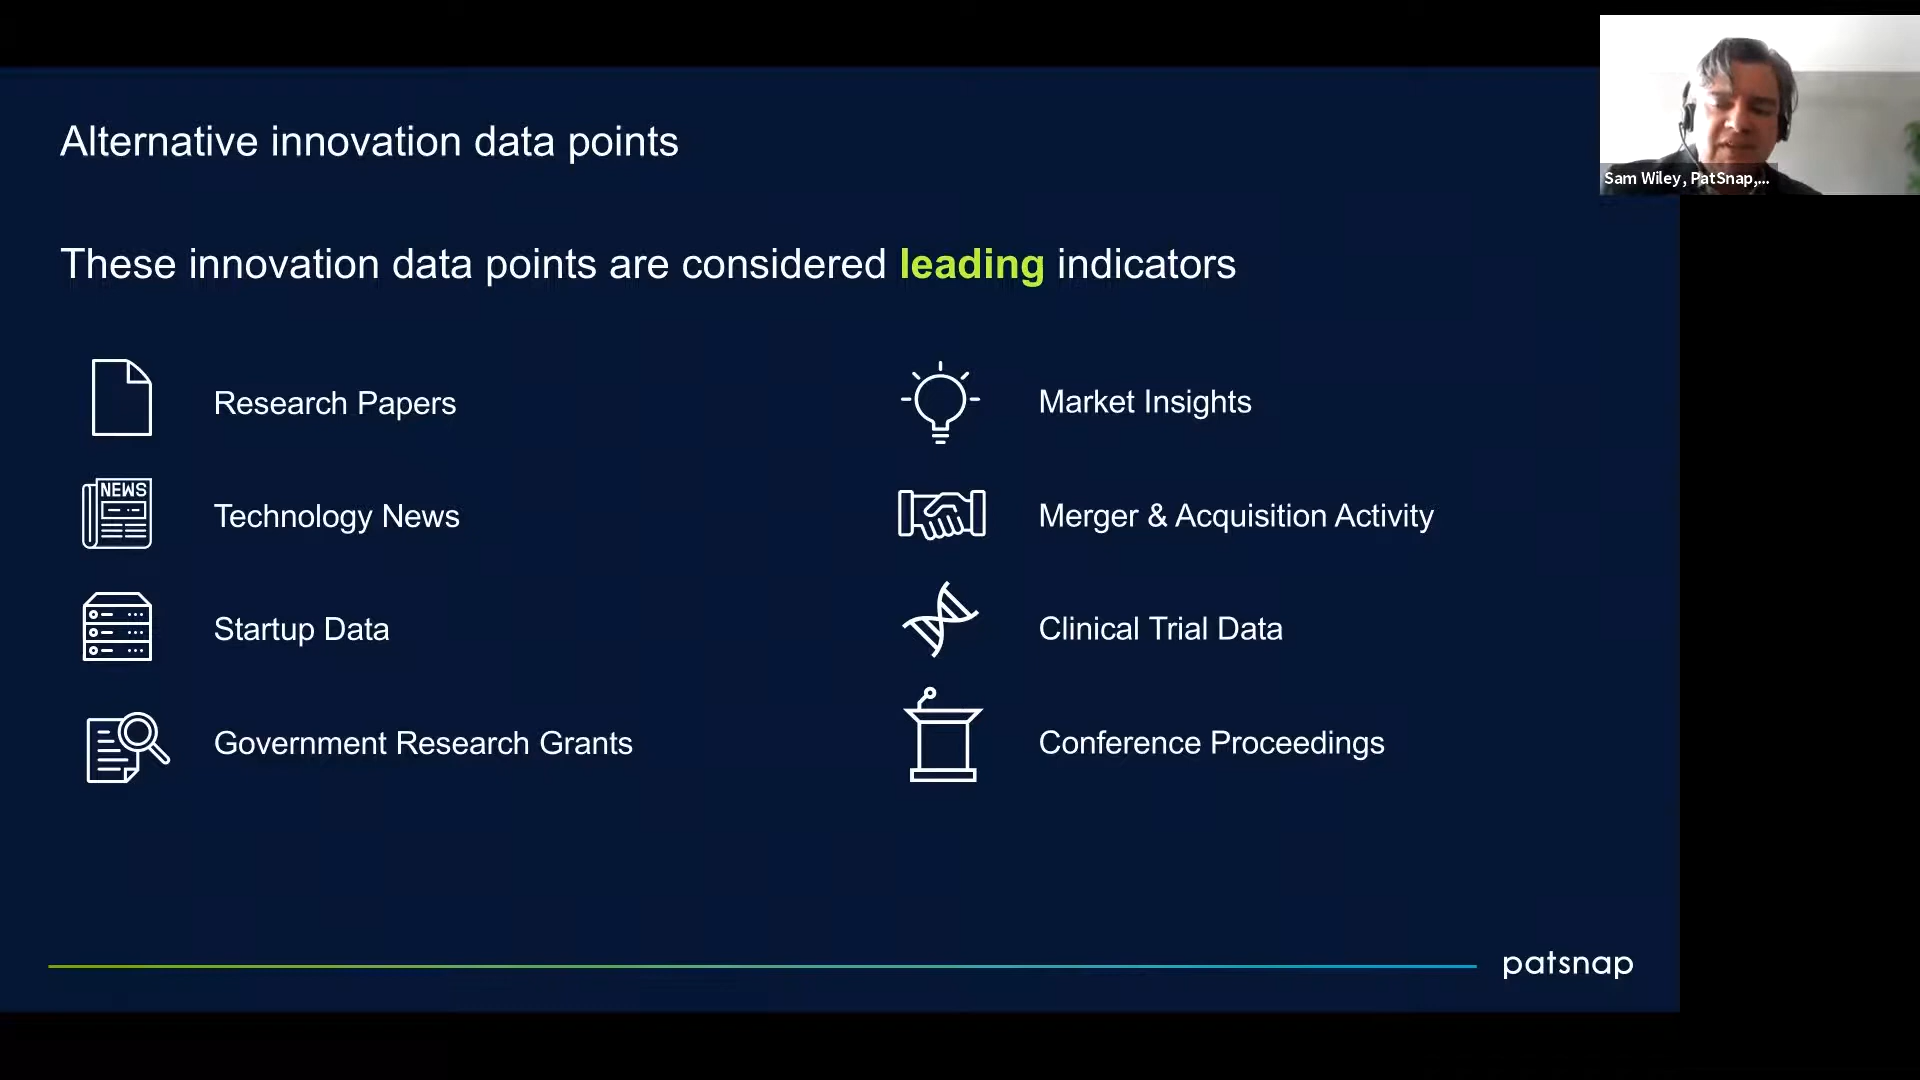 Alternative innovation data points
These innovation data points are considered leading indicators
Research Papers
NEWS
Technology News
Startup Data
Government Research Grants
Market Insights
Merger & Acquisition Activity
Clinical Trial Data
Conference Proceedings
patsnap
Sam Wiley, PatSnap,...